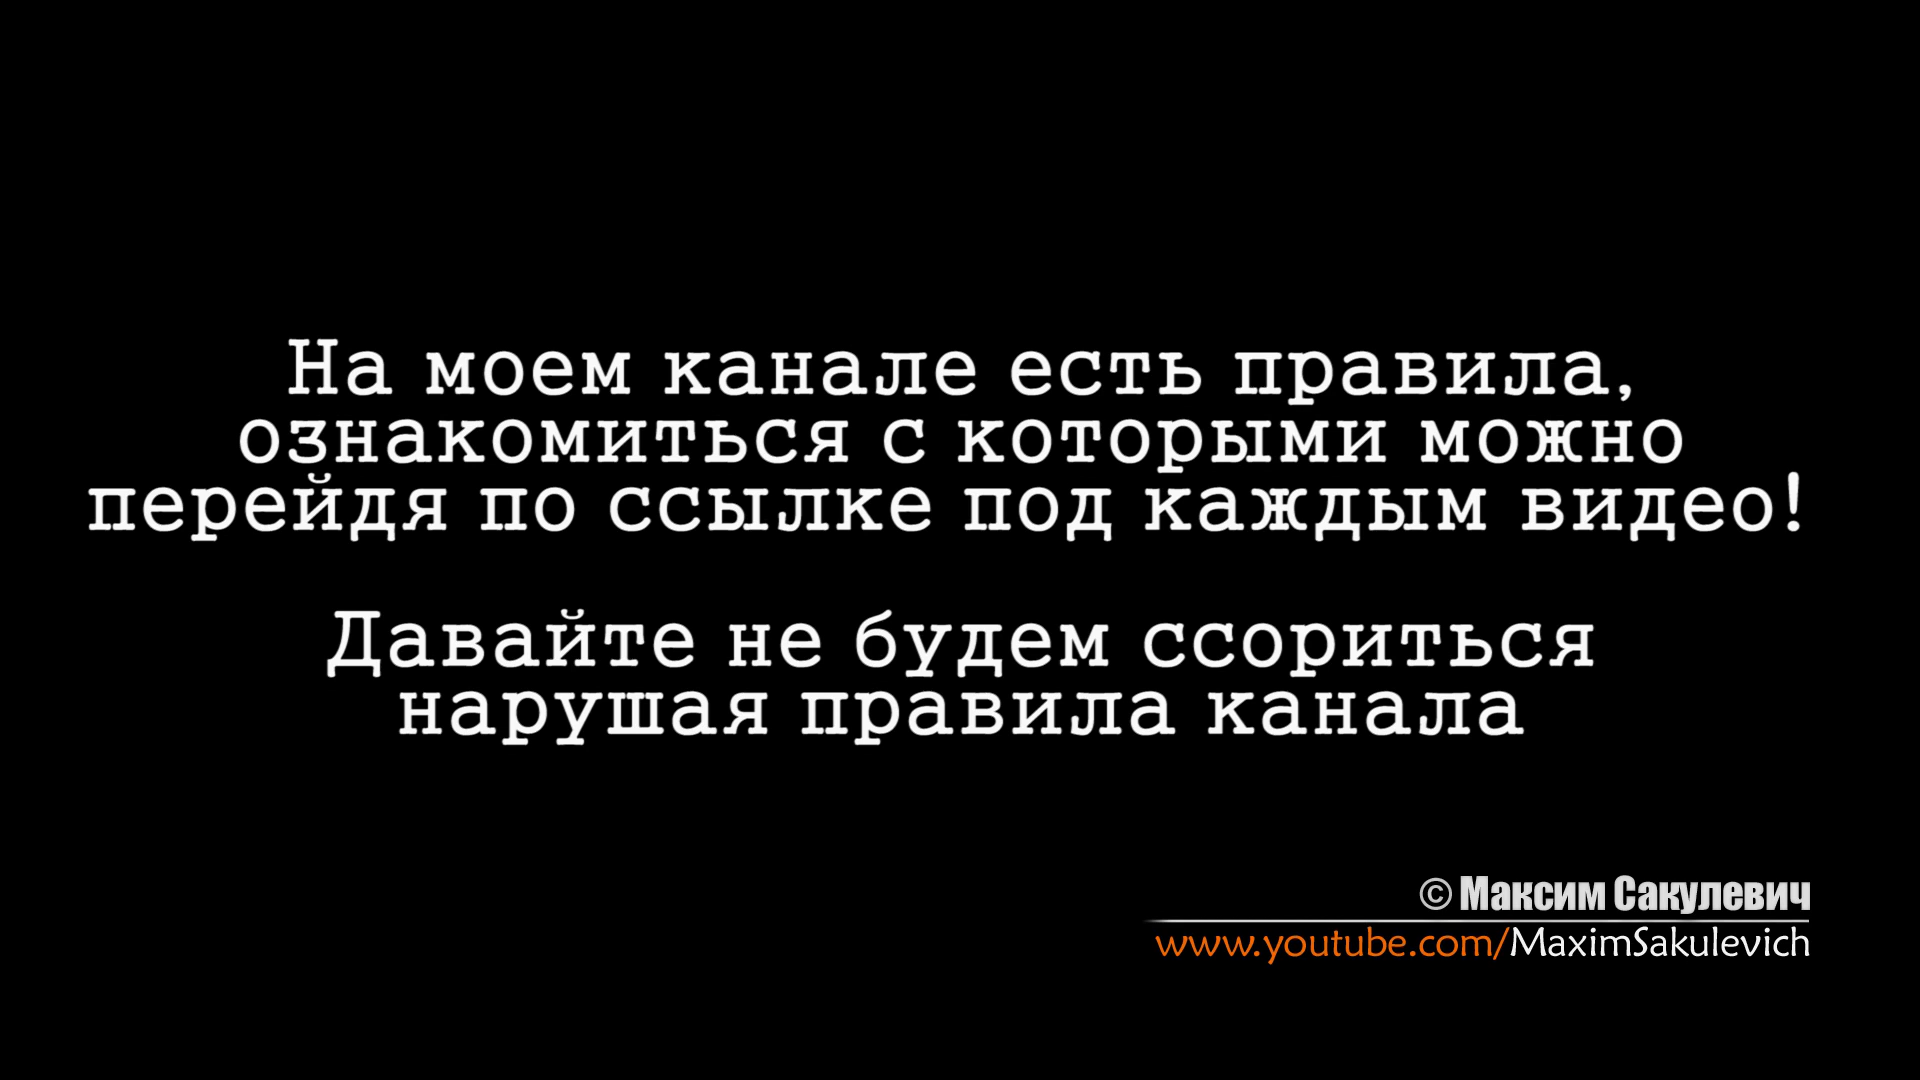 На моем канале есть правила,
ознакомиться с которыми можно
перейдя по ссылке под каждым видео!
Давайте не будем ссориться
нарушая правила канала
© Максим Сакулевич
www.youtube.com/MaximSakulevich